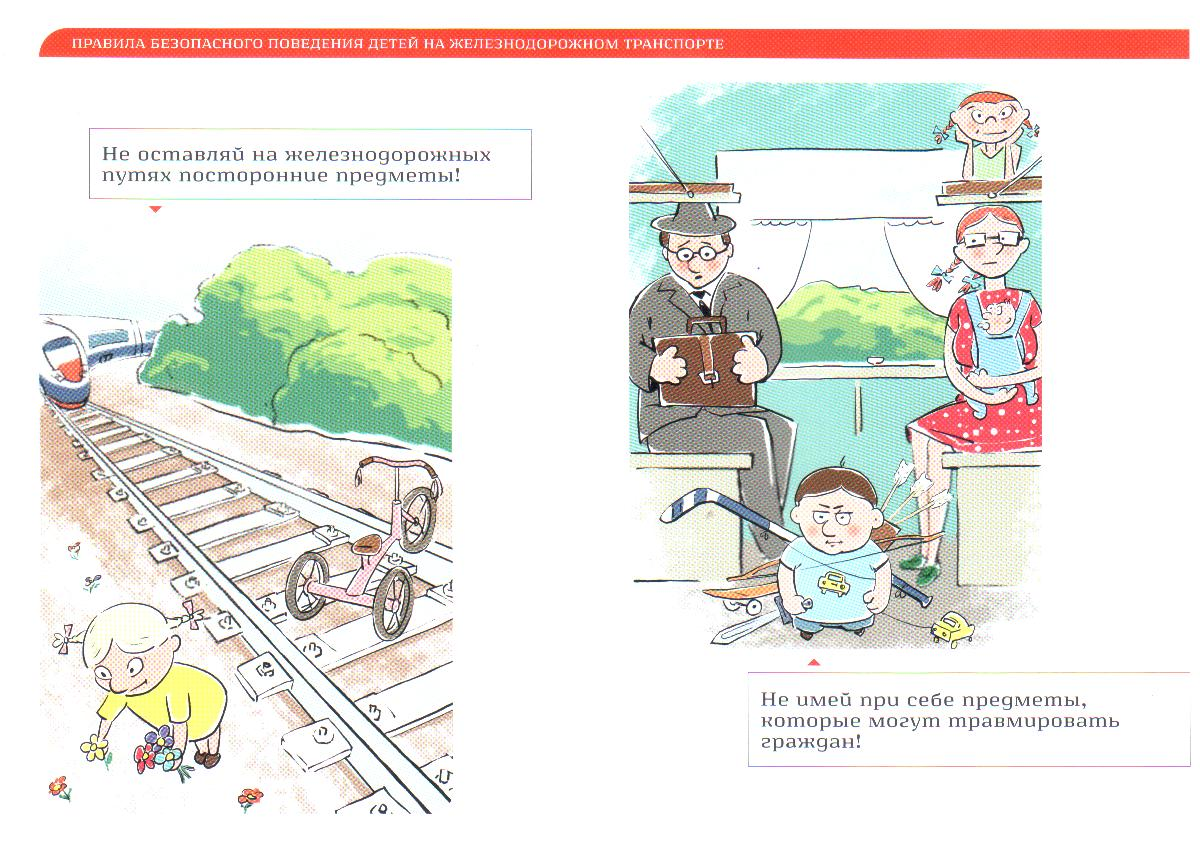 ПРАВИЛА БЕЗОПАСНОГО ПОВЕДЕНИЯ ДЕТЕЙ НА ЖЕЛЕЗНОДОРОЖНОМ ТРАНСПОРТЕ
Не оставляй на железнодорожных
путях посторонние предметы!
Не имей при себе предметы,
которые могут травмировать
граждан!